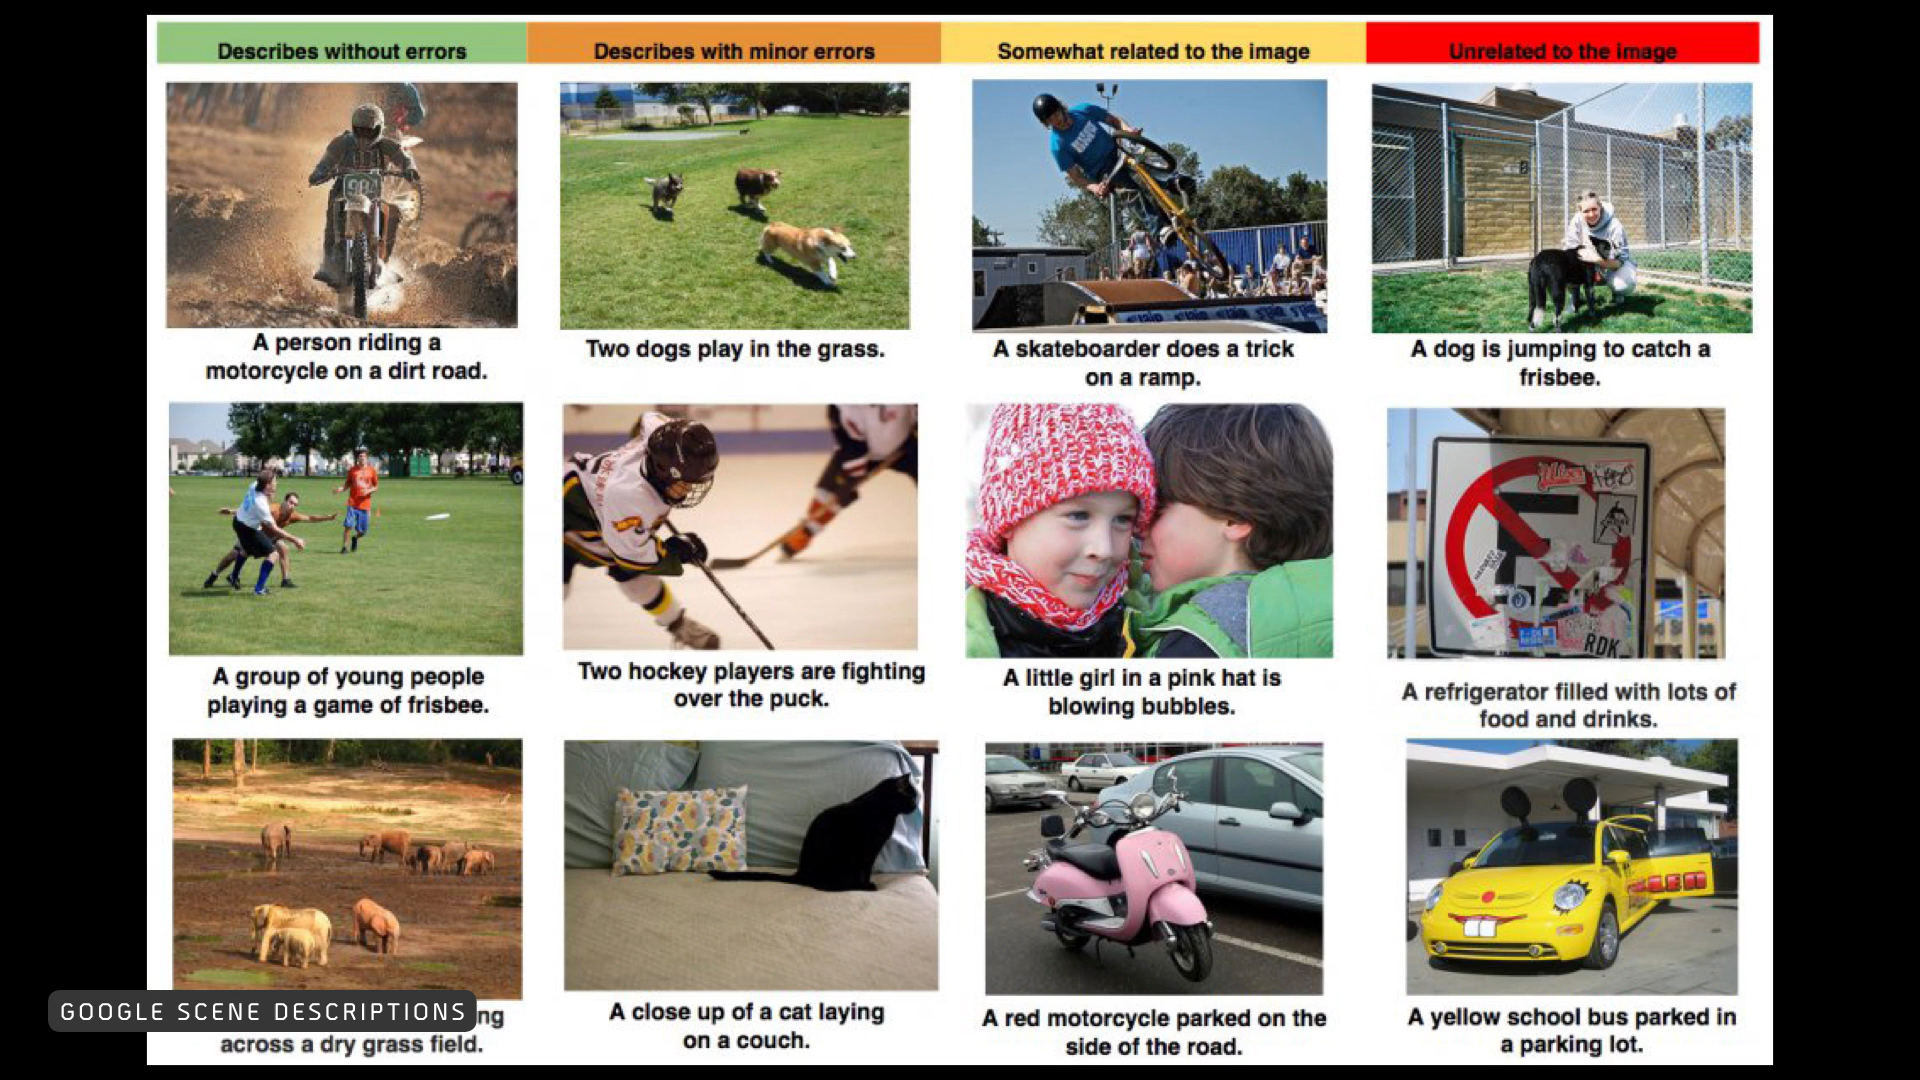 Describes without errors
Describes with minor errors
Somewhat related to the image
Unrelated to the image
A person riding a
motorcycle on a dirt road.
Two dogs play in the grass.
A skateboarder does a trick
on a ramp.
A dog is jumping to catch a
frisbee.
A group of young people
playing a game of frisbee.
Two hockey players are fighting
over the puck.
A little girl in a pink hat is
blowing bubbles.
RDK
A refrigerator filled with lots of
food and drinks.
GOOGLE SCENE DESCRIPTIONS
across a dry grass field.
A close up of a cat laying
on a couch.
A red motorcycle parked on the
side of the road.
A yellow school bus parked in
a parking lot.